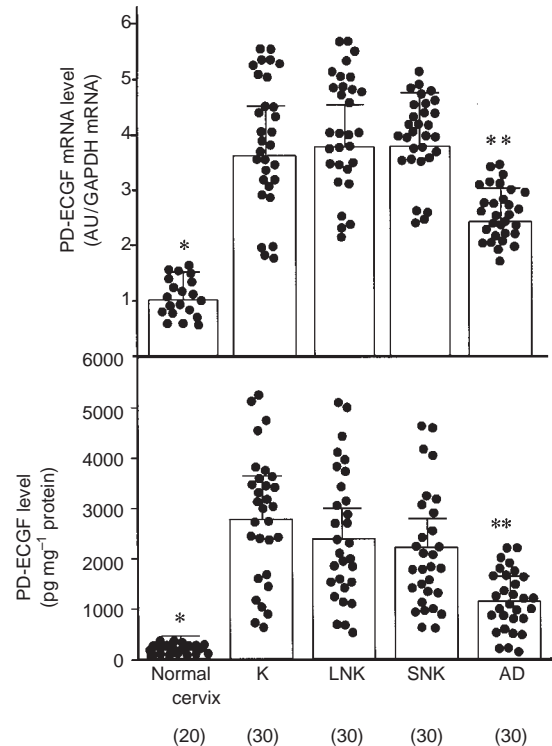 PD-ECGF mRNA level
(AU/GAPDH mRNA)
6
5
4
3
2
1
*
**
PD-ECGF level
(pg mg⁻¹ protein)
6000
5000
4000
3000
2000
1000
0
*
**
Normal cervix K LNK SNK AD
(20) (30) (30) (30) (30)